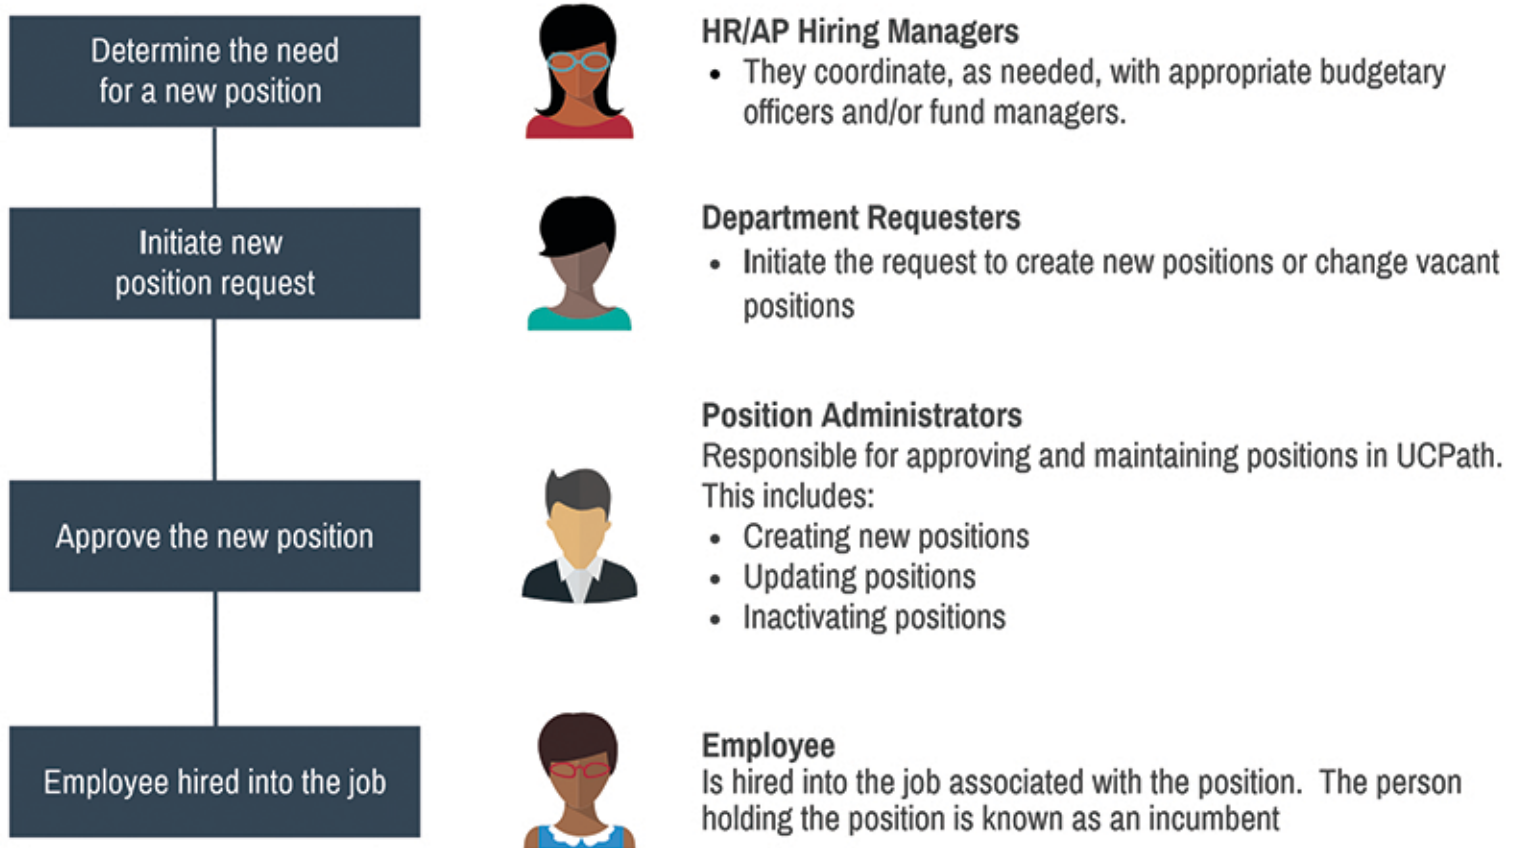 Determine the need
for a new position
HR/AP Hiring Managers
• They coordinate, as needed, with appropriate budgetary
officers and/or fund managers.
Initiate new
position request
Department Requesters
• Initiate the request to create new positions or change vacant
positions
Approve the new position
Position Administrators
Responsible for approving and maintaining positions in UCPath.
This includes:
• Creating new positions
• Updating positions
• Inactivating positions
Employee hired into the job
Employee
Is hired into the job associated with the position.  The person
holding the position is known as an incumbent